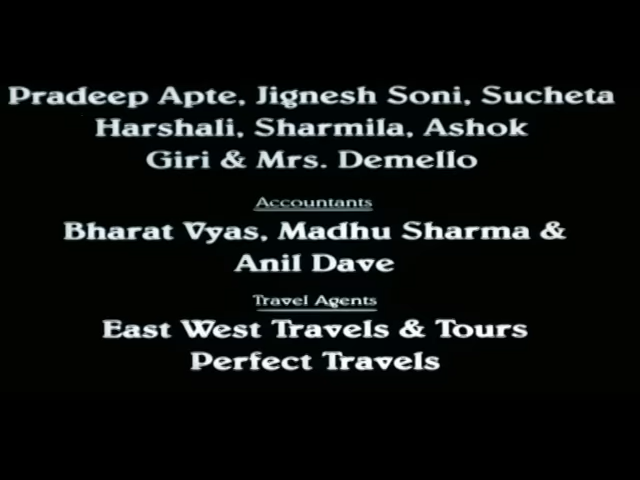 Pradeep Apte, Jignesh Soni, Sucheta
Harshali, Sharmila, Ashok
Giri & Mrs. Demello
Accountants
Bharat Vyas, Madhu Sharma &
Anil Dave
Travel Agents
East West Travels & Tours
Perfect Travels